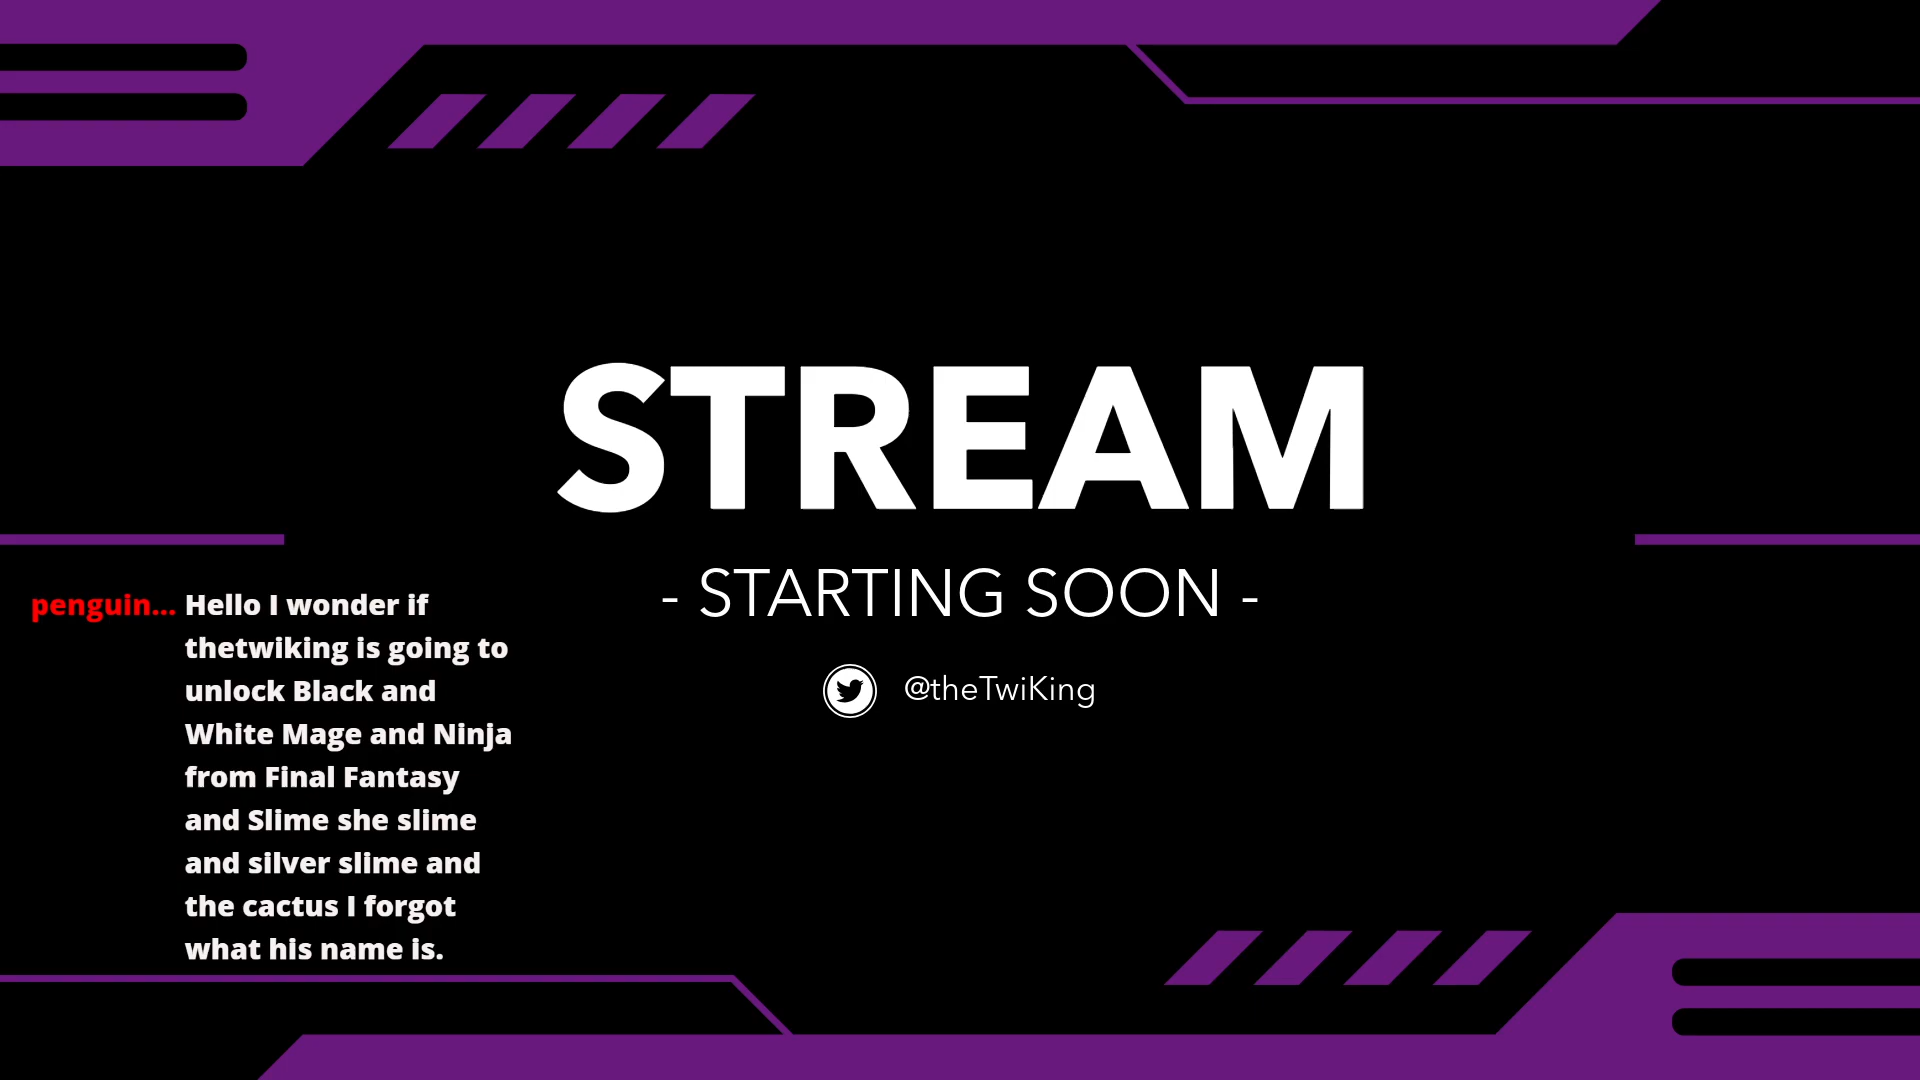 STREAM
- STARTING SOON -
@theTwiKing
penguin... Hello I wonder if
thetwiking is going to
unlock Black and
White Mage and Ninja
from Final Fantasy
and Slime she slime
and silver slime and
the cactus I forgot
what his name is.